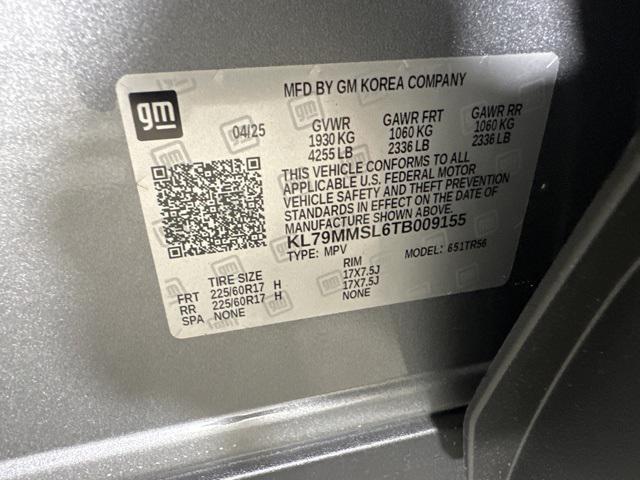 MFD BY GM KOREA COMPANY
gm
04/25
GVWR GAWR FRT GAWR RR
1930 KG 1060 KG 1060 KG
4255 LB 2336 LB 2336 LB
THIS VEHICLE CONFORMS TO ALL
APPLICABLE U.S. FEDERAL MOTOR
VEHICLE SAFETY AND THEFT PREVENTION
STANDARDS IN EFFECT ON THE DATE OF
MANUFACTURE SHOWN ABOVE.
KL79MMSL6TB009155
TYPE: MPV MODEL: 651TR56
TIRE SIZE RIM
FRT 225/60R17 H 17X7.5J
RR 225/60R17 H 17X7.5J
SPA NONE NONE